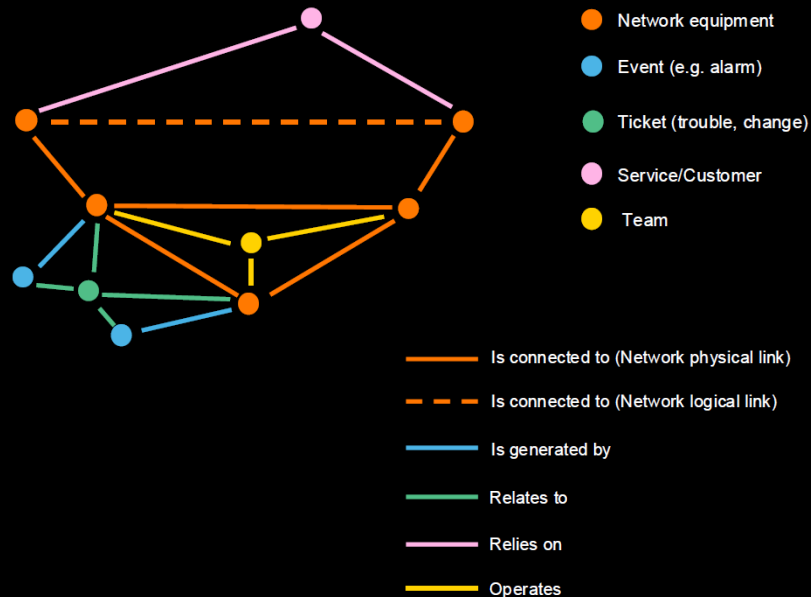 Network equipment
Event (e.g. alarm)
Ticket (trouble, change)
Service/Customer
Team
Is connected to (Network physical link)
Is connected to (Network logical link)
Is generated by
Relates to
Relies on
Operates